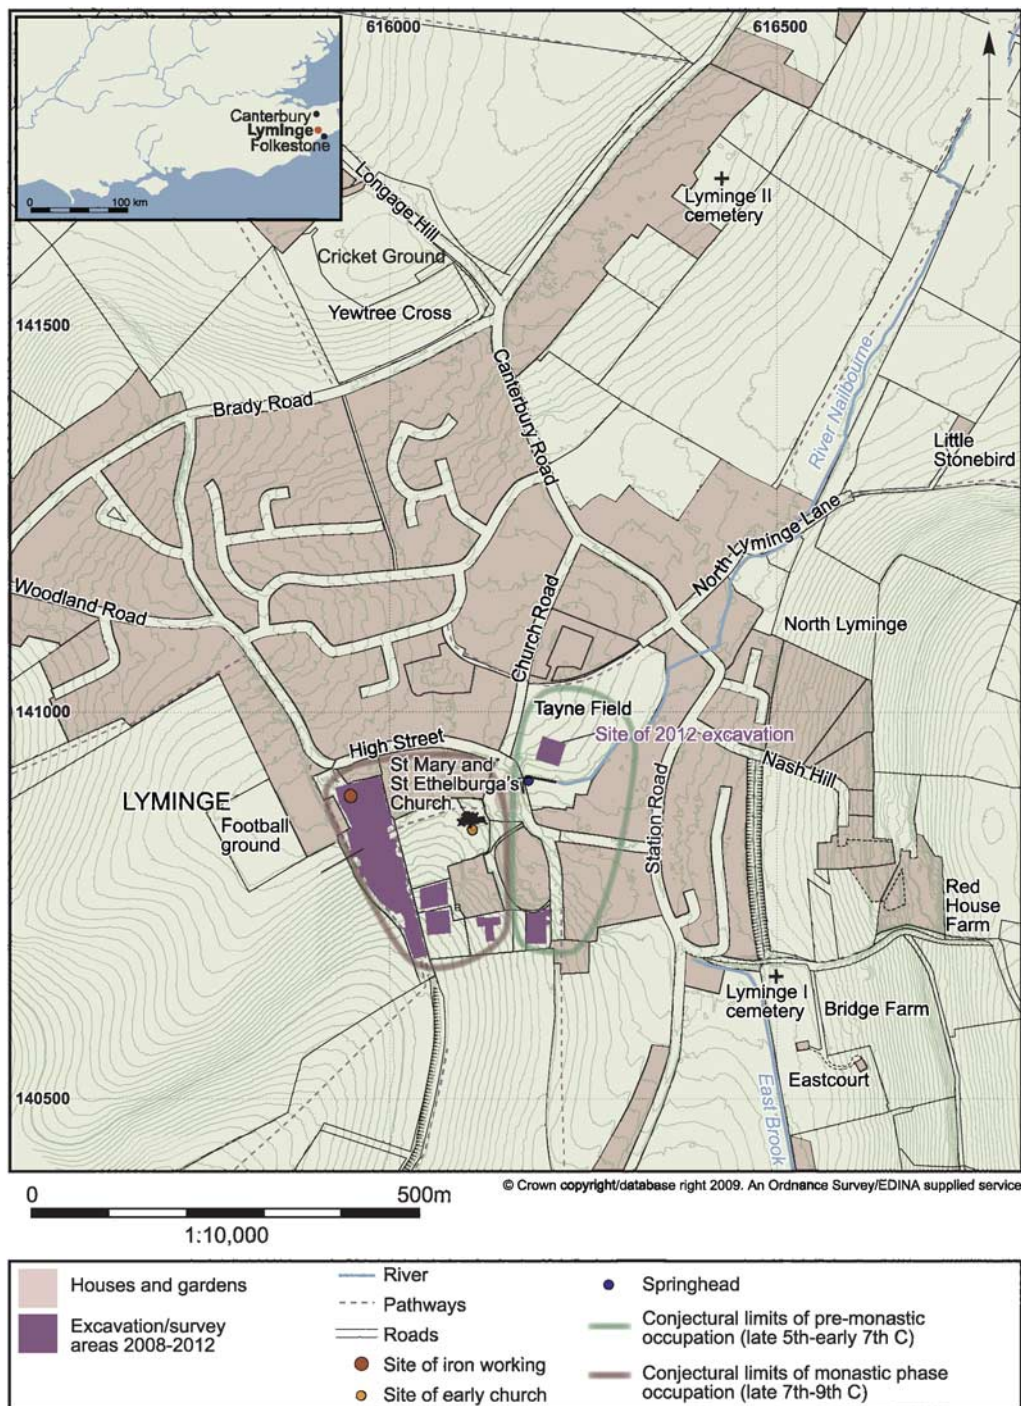 616000
616500
Canterbury
Lyminge
Folkestone
0 100 km
Longage Hill
Lyminge II
cemetery
Cricket Ground
Yewtree Cross
141500
Canterbury Road
River Nailbourne
Brady Road
Little
Stonebird
North Lyminge Lane
Woodland Road
Church Road
North Lyminge
141000
Tayne Field
Site of 2012 excavation
High Street
St Mary and
St Ethelburga's
Church
Nash Hill
LYMINGE
Football
ground
Station Road
Red
House
Farm
Lyminge I
cemetery
Bridge Farm
Eastcourt
140500
East Brook
© Crown copyright/database right 2009. An Ordnance Survey/EDINA supplied service
0 500m
1:10,000
Houses and gardens
Excavation/survey
areas 2008-2012
River
Pathways
Roads
Site of iron working
Site of early church
Springhead
Conjectural limits of pre-monastic
occupation (late 5th-early 7th C)
Conjectural limits of monastic phase
occupation (late 7th-9th C)